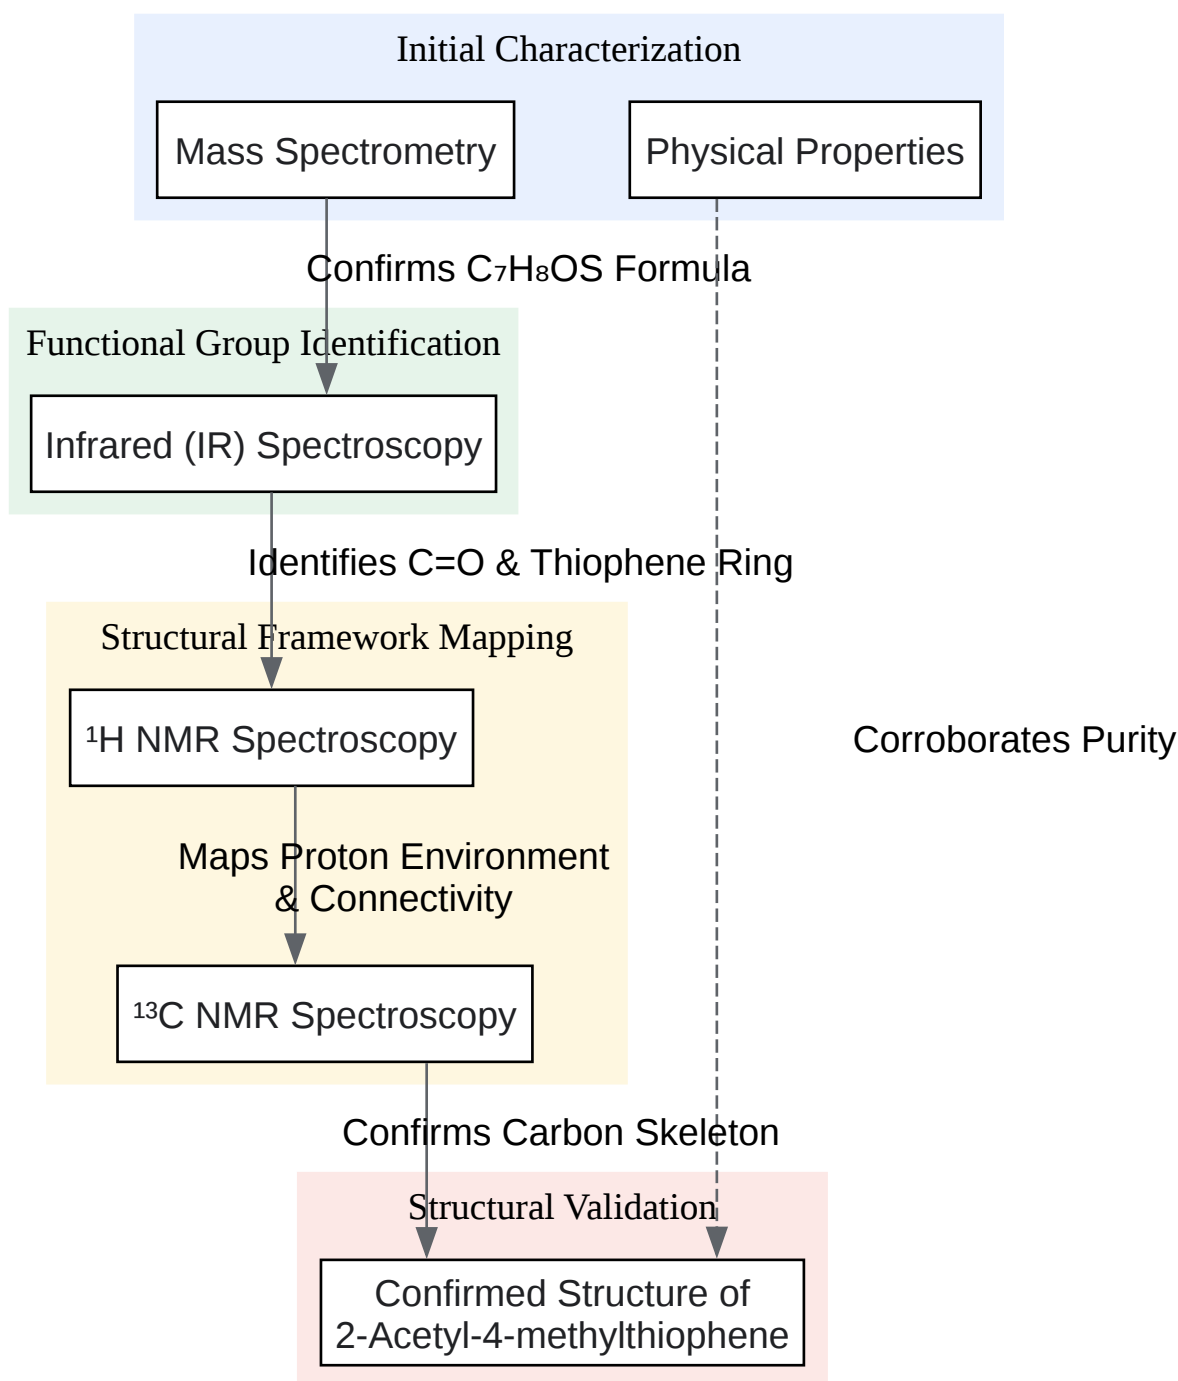 Initial Characterization
Mass Spectrometry
Physical Properties
Confirms C₇H₈OS Formula
Functional Group Identification
Infrared (IR) Spectroscopy
Identifies C=O & Thiophene Ring
Structural Framework Mapping
¹H NMR Spectroscopy
Corroborates Purity
Maps Proton Environment
& Connectivity
¹³C NMR Spectroscopy
Confirms Carbon Skeleton
Structural Validation
Confirmed Structure of
2-Acetyl-4-methylthiophene